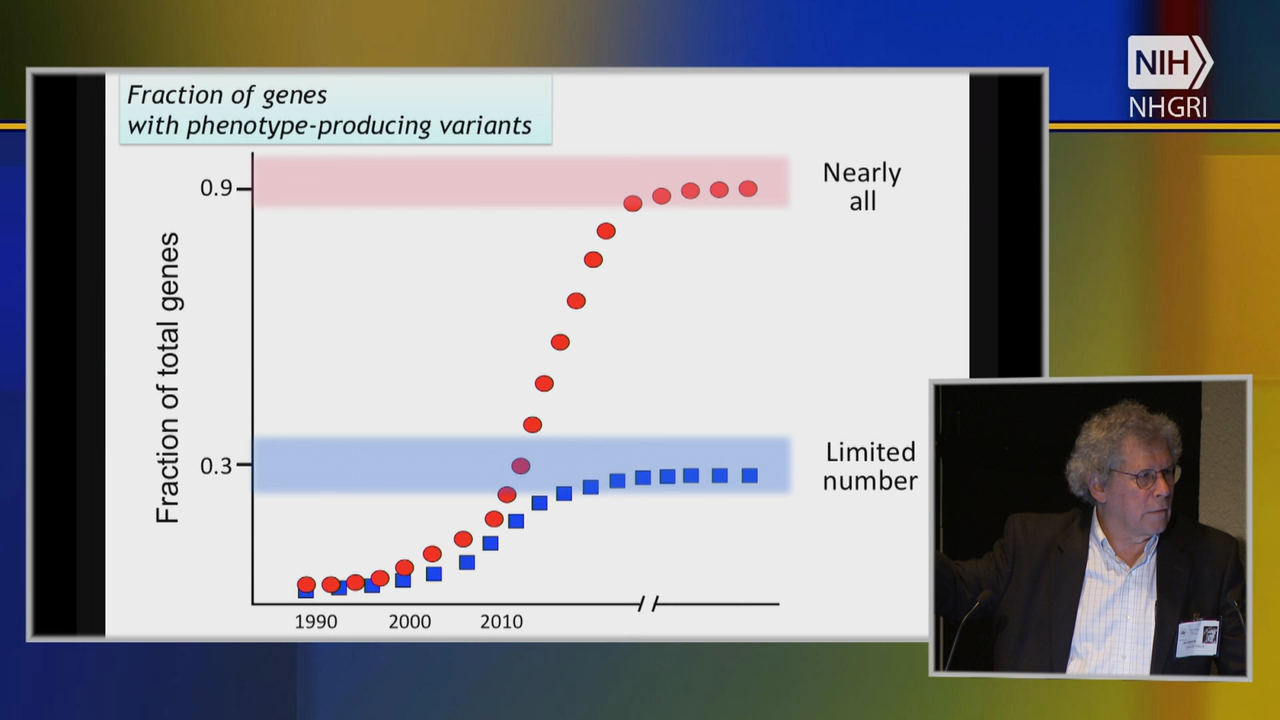 NIH
NHGRI
Fraction of genes
with phenotype-producing variants
0.9
Nearly
all
Fraction of total genes
0.3
Limited
number
1990
2000
2010